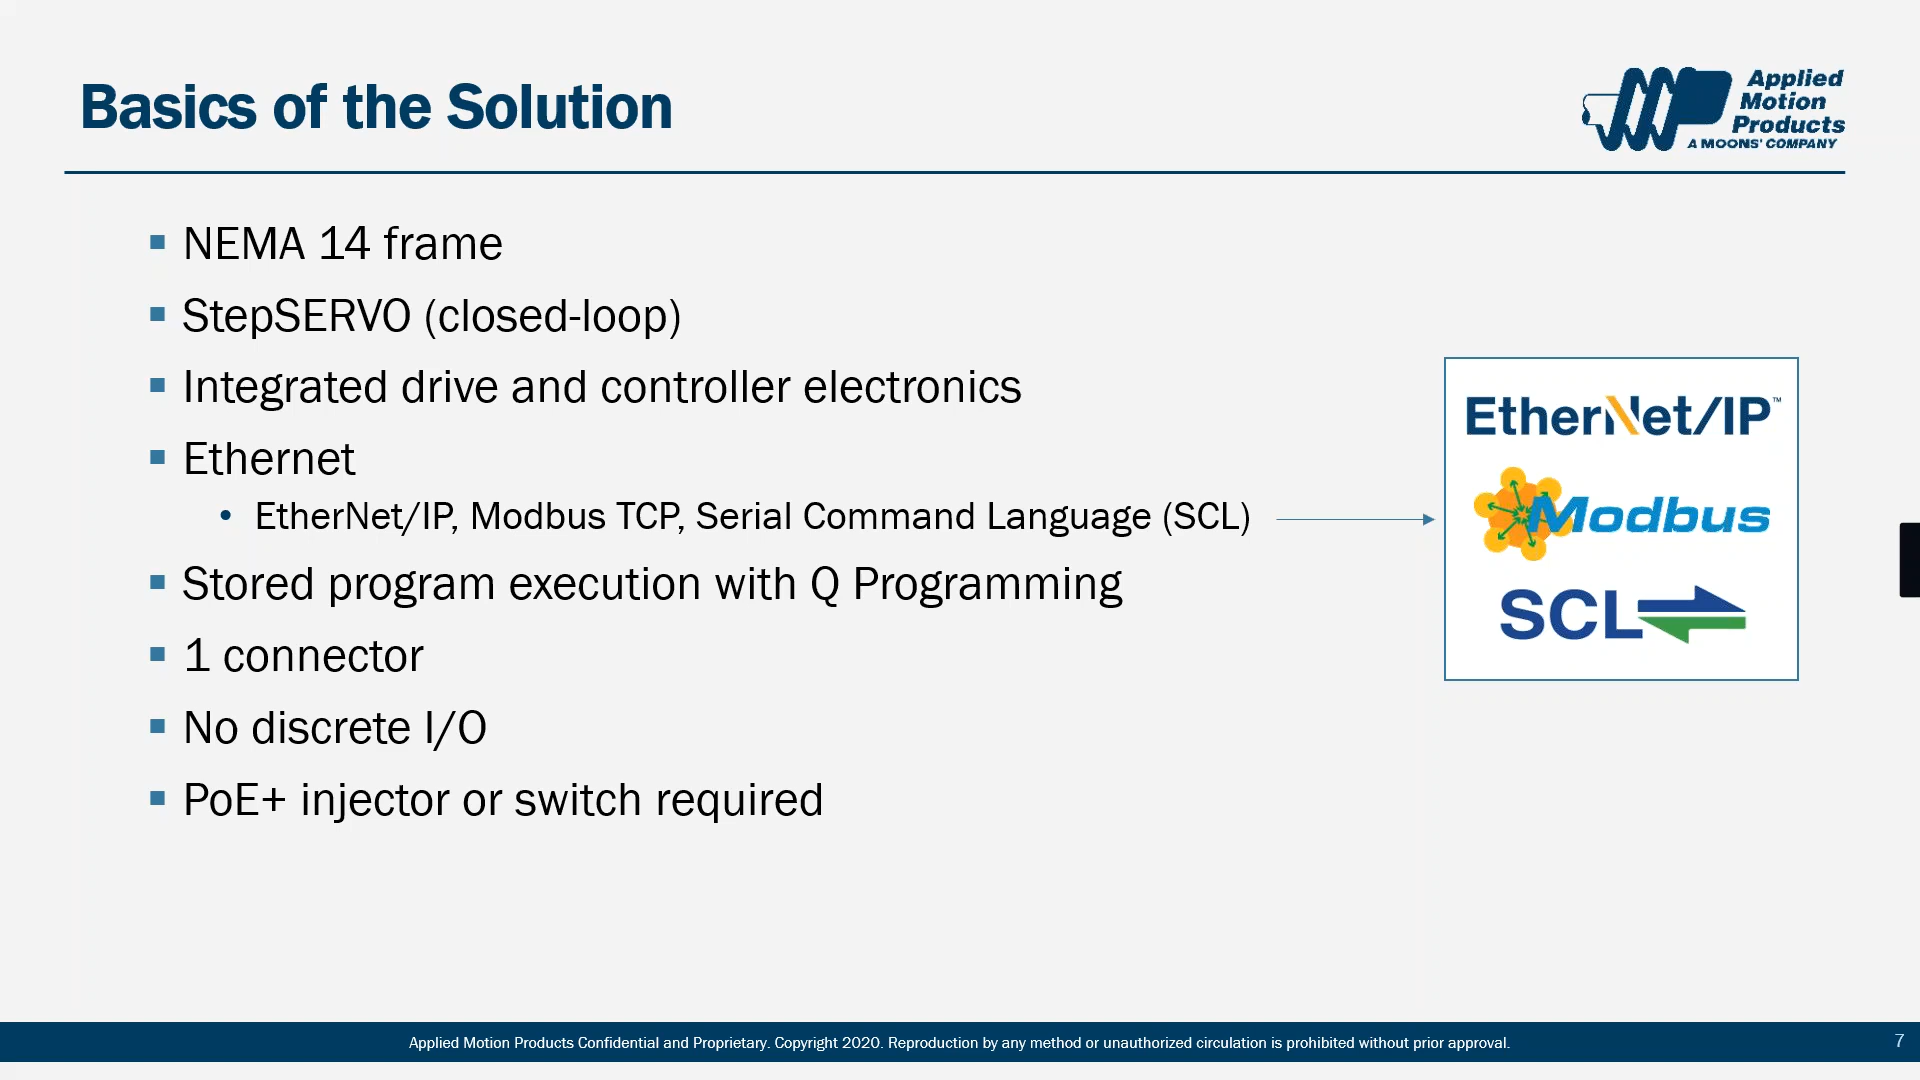 Basics of the Solution
Applied
Motion
Products
A MOONS' COMPANY
NEMA 14 frame
StepSERVO (closed-loop)
Integrated drive and controller electronics
Ethernet
EtherNet/IP, Modbus TCP, Serial Command Language (SCL)
Stored program execution with Q Programming
1 connector
No discrete I/O
PoE+ injector or switch required
EtherNet/IP™
Modbus
SCL
Applied Motion Products Confidential and Proprietary. Copyright 2020. Reproduction by any method or unauthorized circulation is prohibited without prior approval.
7